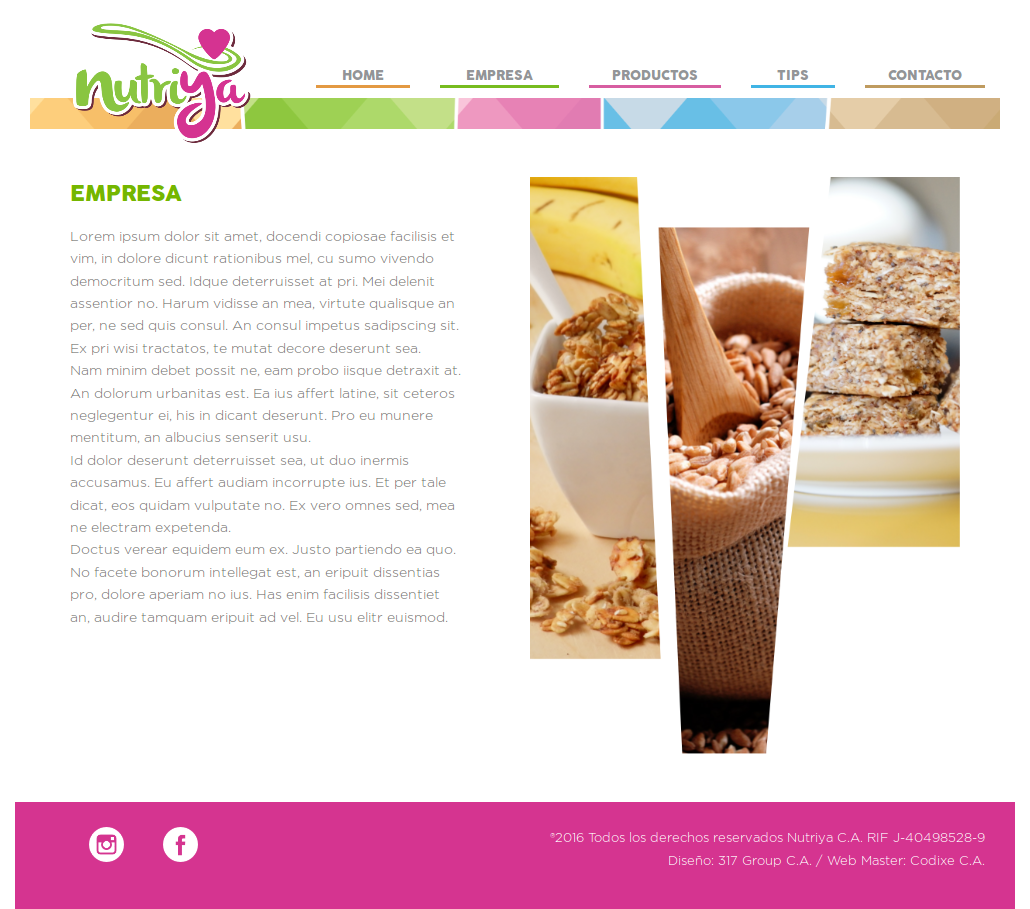 nutriya
HOME
EMPRESA
PRODUCTOS
TIPS
CONTACTO
EMPRESA
Lorem ipsum dolor sit amet, docendi copiosae facilisis et
vim, in dolore dicunt rationibus mel, cu sumo vivendo
democritum sed. Idque deterruisset at pri. Mei delenit
assentior no. Harum vidisse an mea, virtute qualisque an
per, ne sed quis consul. An consul impetus sadipscing sit.
Ex pri wisi tractatos, te mutat decore deserunt sea.
Nam minim debet possit ne, eam probo iisque detraxit at.
An dolorum urbanitas est. Ea ius affert latine, sit ceteros
neglegentur ei, his in dicant deserunt. Pro eu munere
mentitum, an albucius senserit usu.
Id dolor deserunt deterruisset sea, ut duo inermis
accusamus. Eu affert audiam incorrupte ius. Et per tale
dicat, eos quidam vulputate no. Ex vero omnes sed, mea
ne electram expetenda.
Doctus verear equidem eum ex. Justo partiendo ea quo.
No facete bonorum intellegat est, an eripuit dissentias
pro, dolore aperiam no ius. Has enim facilisis dissentiet
an, audire tamquam eripuit ad vel. Eu usu elitr euismod.
®2016 Todos los derechos reservados Nutriya C.A. RIF J-40498528-9
Diseño: 317 Group C.A. / Web Master: Codixe C.A.